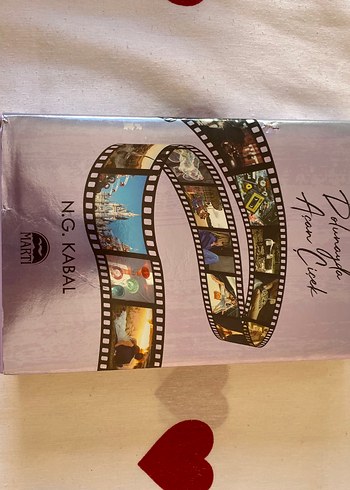 Dolunayda
Açan Çiçek
N.G. KABAL
MARTI